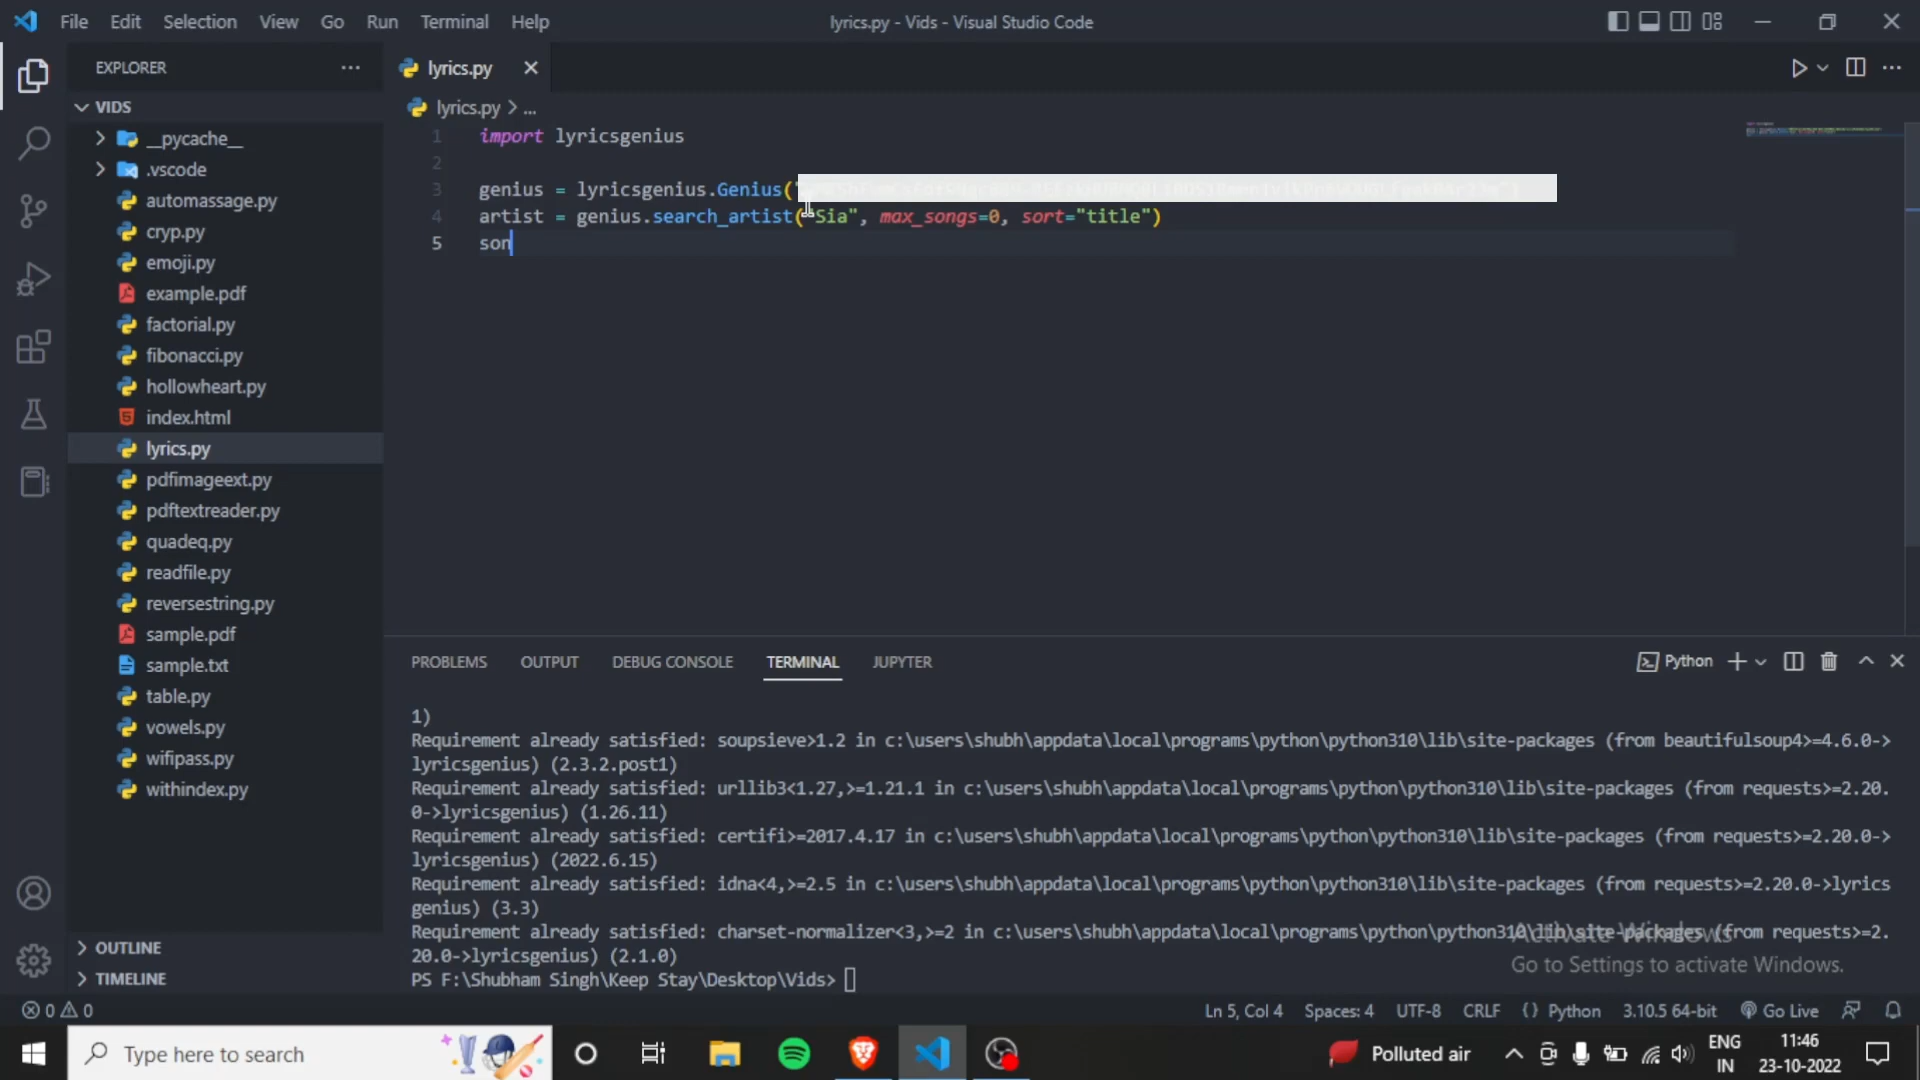 File Edit Selection View Go Run Terminal Help
lyrics.py - Vids - Visual Studio Code
EXPLORER
VIDS
__pycache__
.vscode
automassage.py
cryp.py
emoji.py
example.pdf
factorial.py
fibonacci.py
hollowheart.py
index.html
lyrics.py
pdfimageext.py
pdftextreader.py
quadeq.py
readfile.py
reversestring.py
sample.pdf
sample.txt
table.py
vowels.py
wifipass.py
withindex.py
OUTLINE
TIMELINE
lyrics.py
lyrics.py > ...
1 import lyricsgenius
2
3 genius = lyricsgenius.Genius("
4 artist = genius.search_artist("Sia", max_songs=0, sort="title")
5 son
PROBLEMS OUTPUT DEBUG CONSOLE TERMINAL JUPYTER
Python
1)
Requirement already satisfied: soupsieve>1.2 in c:\users\shubh\appdata\local\programs\python\python310\lib\site-packages (from beautifulsoup4>=4.6.0->
lyricsgenius) (2.3.2.post1)
Requirement already satisfied: urllib3<1.27,>=1.21.1 in c:\users\shubh\appdata\local\programs\python\python310\lib\site-packages (from requests>=2.20.
0->lyricsgenius) (1.26.11)
Requirement already satisfied: certifi>=2017.4.17 in c:\users\shubh\appdata\local\programs\python\python310\lib\site-packages (from requests>=2.20.0->
lyricsgenius) (2022.6.15)
Requirement already satisfied: idna<4,>=2.5 in c:\users\shubh\appdata\local\programs\python\python310\lib\site-packages (from requests>=2.20.0->lyrics
genius) (3.3)
Requirement already satisfied: charset-normalizer<3,>=2 in c:\users\shubh\appdata\local\programs\python\python310\lib\site-packages (from requests>=2.
20.0->lyricsgenius) (2.1.0)
PS F:\Shubham Singh\Keep Stay\Desktop\Vids>
Activate Windows
Go to Settings to activate Windows.
0 0
Ln 5, Col 4 Spaces: 4 UTF-8 CRLF {} Python 3.10.5 64-bit Go Live
Type here to search
Polluted air
ENG
IN
11:46
23-10-2022